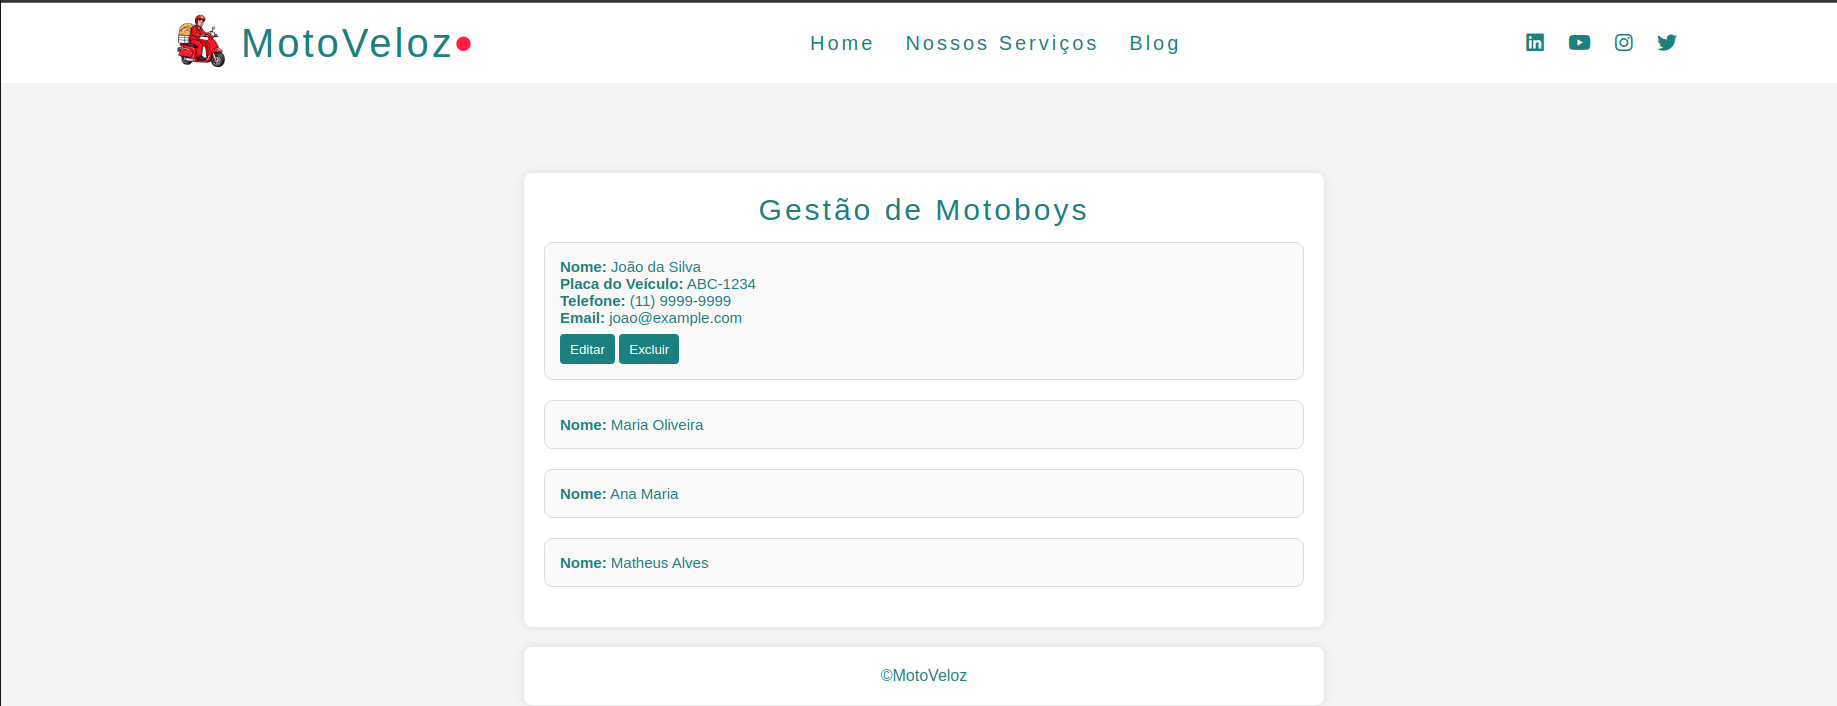 MotoVeloz
Home Nossos Serviços Blog
Gestão de Motoboys
Nome: João da Silva
Placa do Veículo: ABC-1234
Telefone: (11) 9999-9999
Email: joao@example.com
Editar Excluir
Nome: Maria Oliveira
Nome: Ana Maria
Nome: Matheus Alves
©MotoVeloz